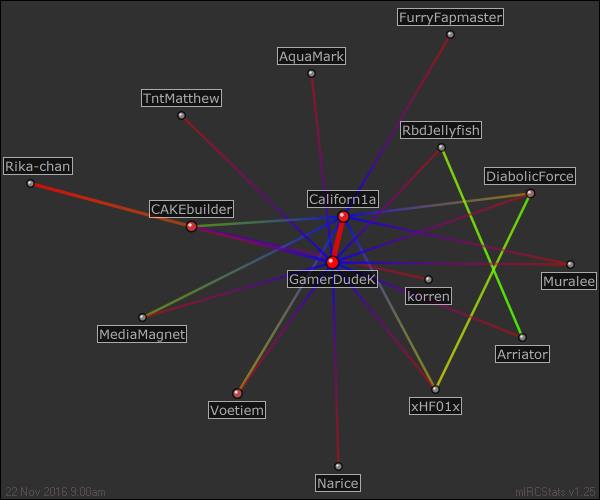 FurryFapmaster
AquaMark
TntMatthew
RbdJellyfish
Rika-chan
DiabolicForce
Californ1a
CAKEbuilder
GamerDudeK
Muralee
korren
MediaMagnet
Arriator
Voetiem
xHF01x
Narice
22 Nov 2016 9:00am
mIRCStats v1.25